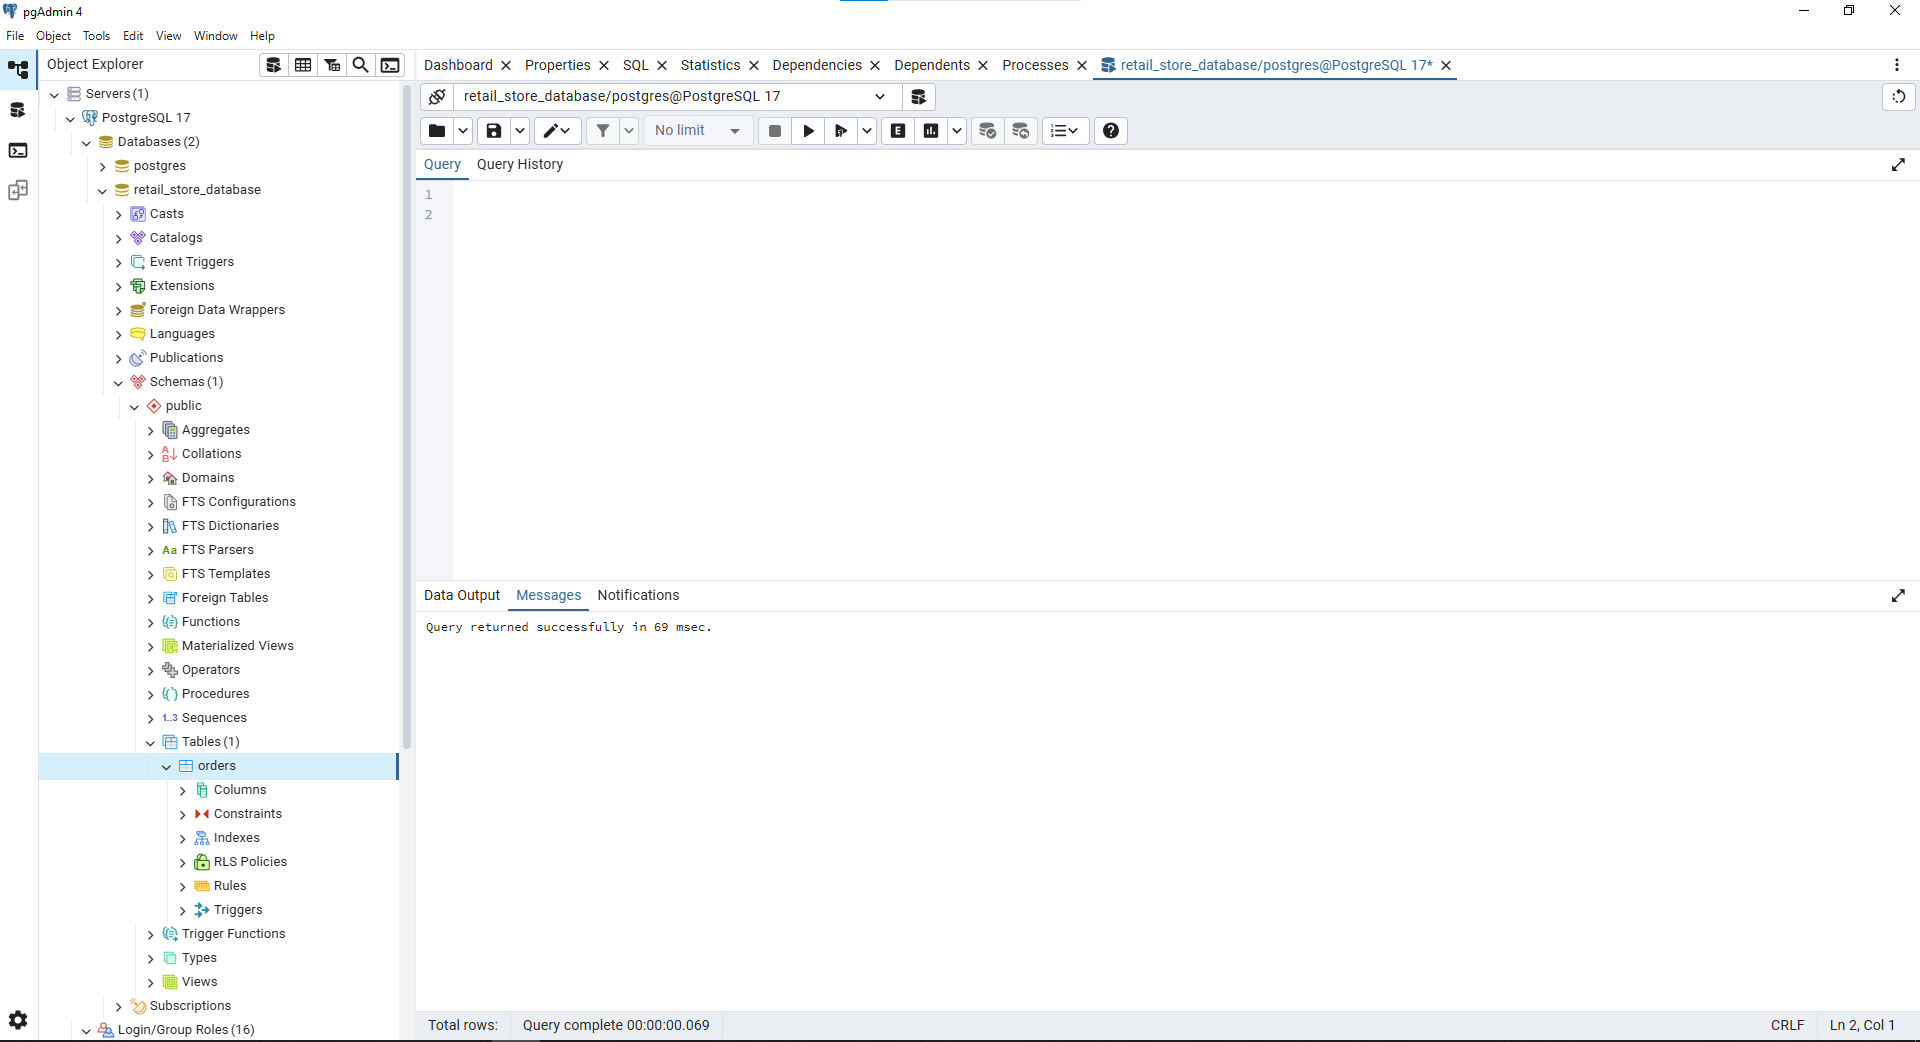 pgAdmin 4
File Object Tools Edit View Window Help
Object Explorer
Servers (1)
PostgreSQL 17
Databases (2)
postgres
retail_store_database
Casts
Catalogs
Event Triggers
Extensions
Foreign Data Wrappers
Languages
Publications
Schemas (1)
public
Aggregates
Collations
Domains
FTS Configurations
FTS Dictionaries
Aa FTS Parsers
FTS Templates
Foreign Tables
Functions
Materialized Views
Operators
Procedures
1..3 Sequences
Tables (1)
orders
Columns
Constraints
Indexes
RLS Policies
Rules
Triggers
Trigger Functions
Types
Views
Subscriptions
Login/Group Roles (16)
Dashboard Properties SQL Statistics Dependencies Dependents Processes retail_store_database/postgres@PostgreSQL 17*
retail_store_database/postgres@PostgreSQL 17
No limit E
Query Query History
1
2
Data Output Messages Notifications
Query returned successfully in 69 msec.
Total rows: Query complete 00:00:00.069 CRLF Ln 2, Col 1